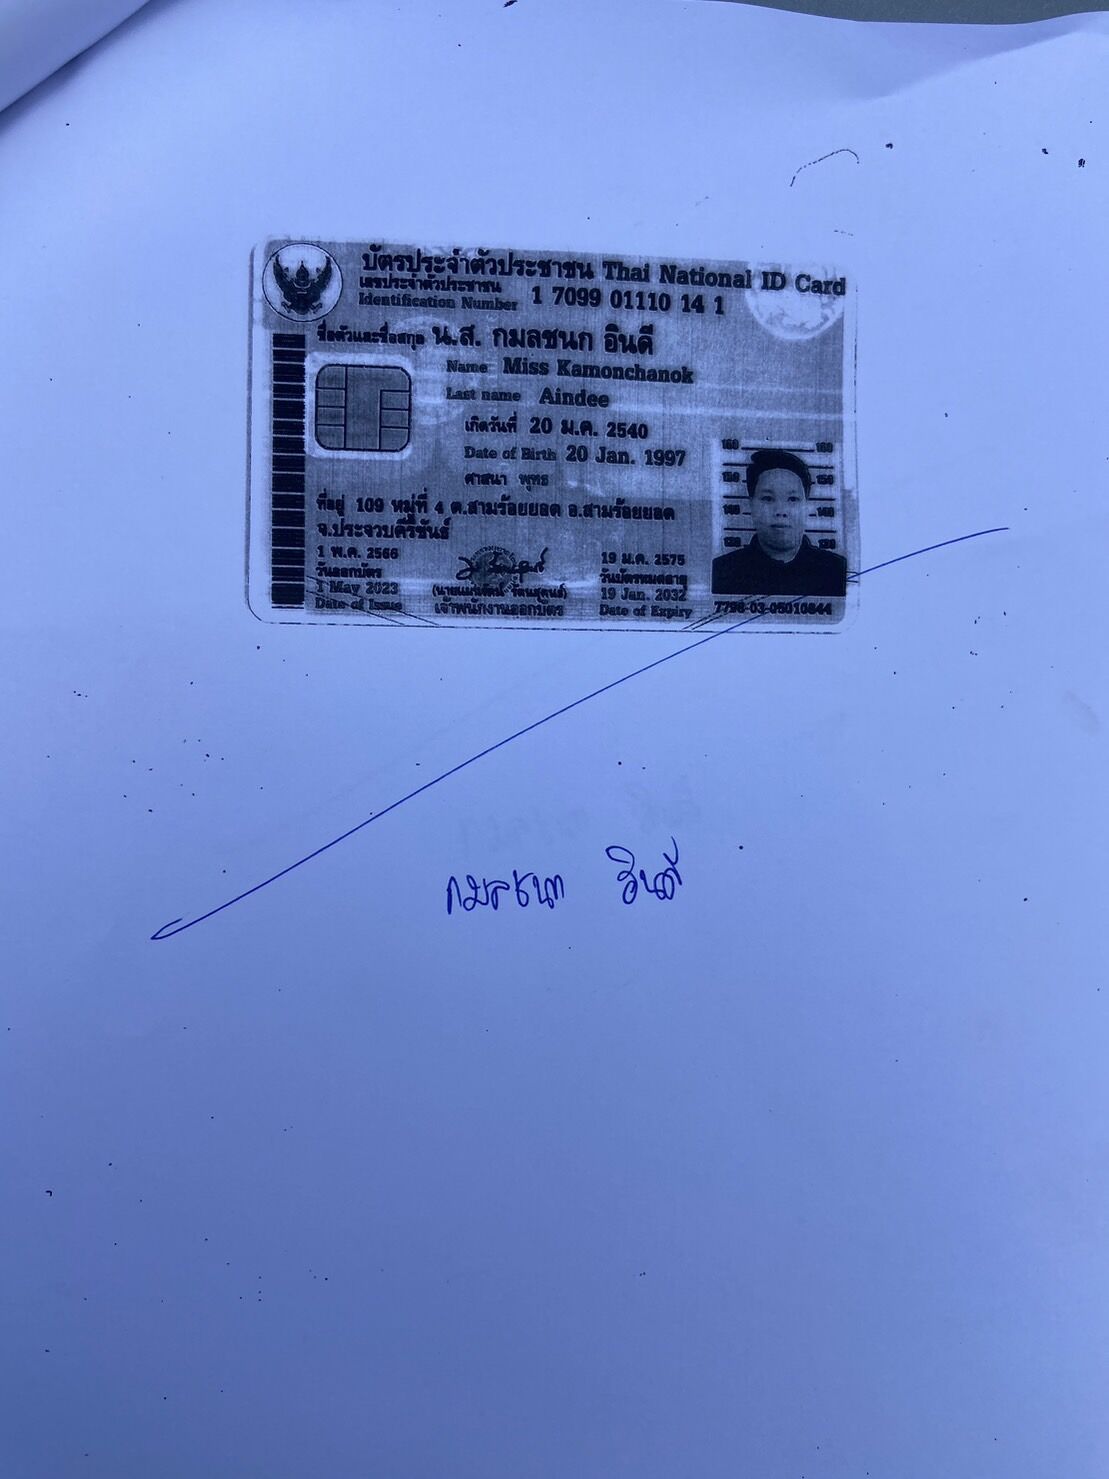 บัตรประจำตัวประชาชน Thai National ID Card
เลขประจำตัวประชาชน
Identification Number 1 7099 01110 14 1
ชื่อตัวและชื่อสกุล น.ส. กมลชนก อินดี
Name Miss Kamonchanok
Last name Aindee
เกิดวันที่ 20 ม.ค. 2540
Date of Birth 20 Jan. 1997
ศาสนา พุทธ
ที่อยู่ 109 หมู่ที่ 4 ต.สามร้อยยอด อ.สามร้อยยอด
จ.ประจวบคีรีขันธ์
1 พ.ค. 2566
วันออกบัตร
1 May 2023
Date of Issue
เจ้าพนักงานออกบัตร
19 ม.ค. 2575
วันบัตรหมดอายุ
19 Jan. 2032
Date of Expiry
160 160
150 150
140 140
7798-03-05010844
กมลชนก อินดี